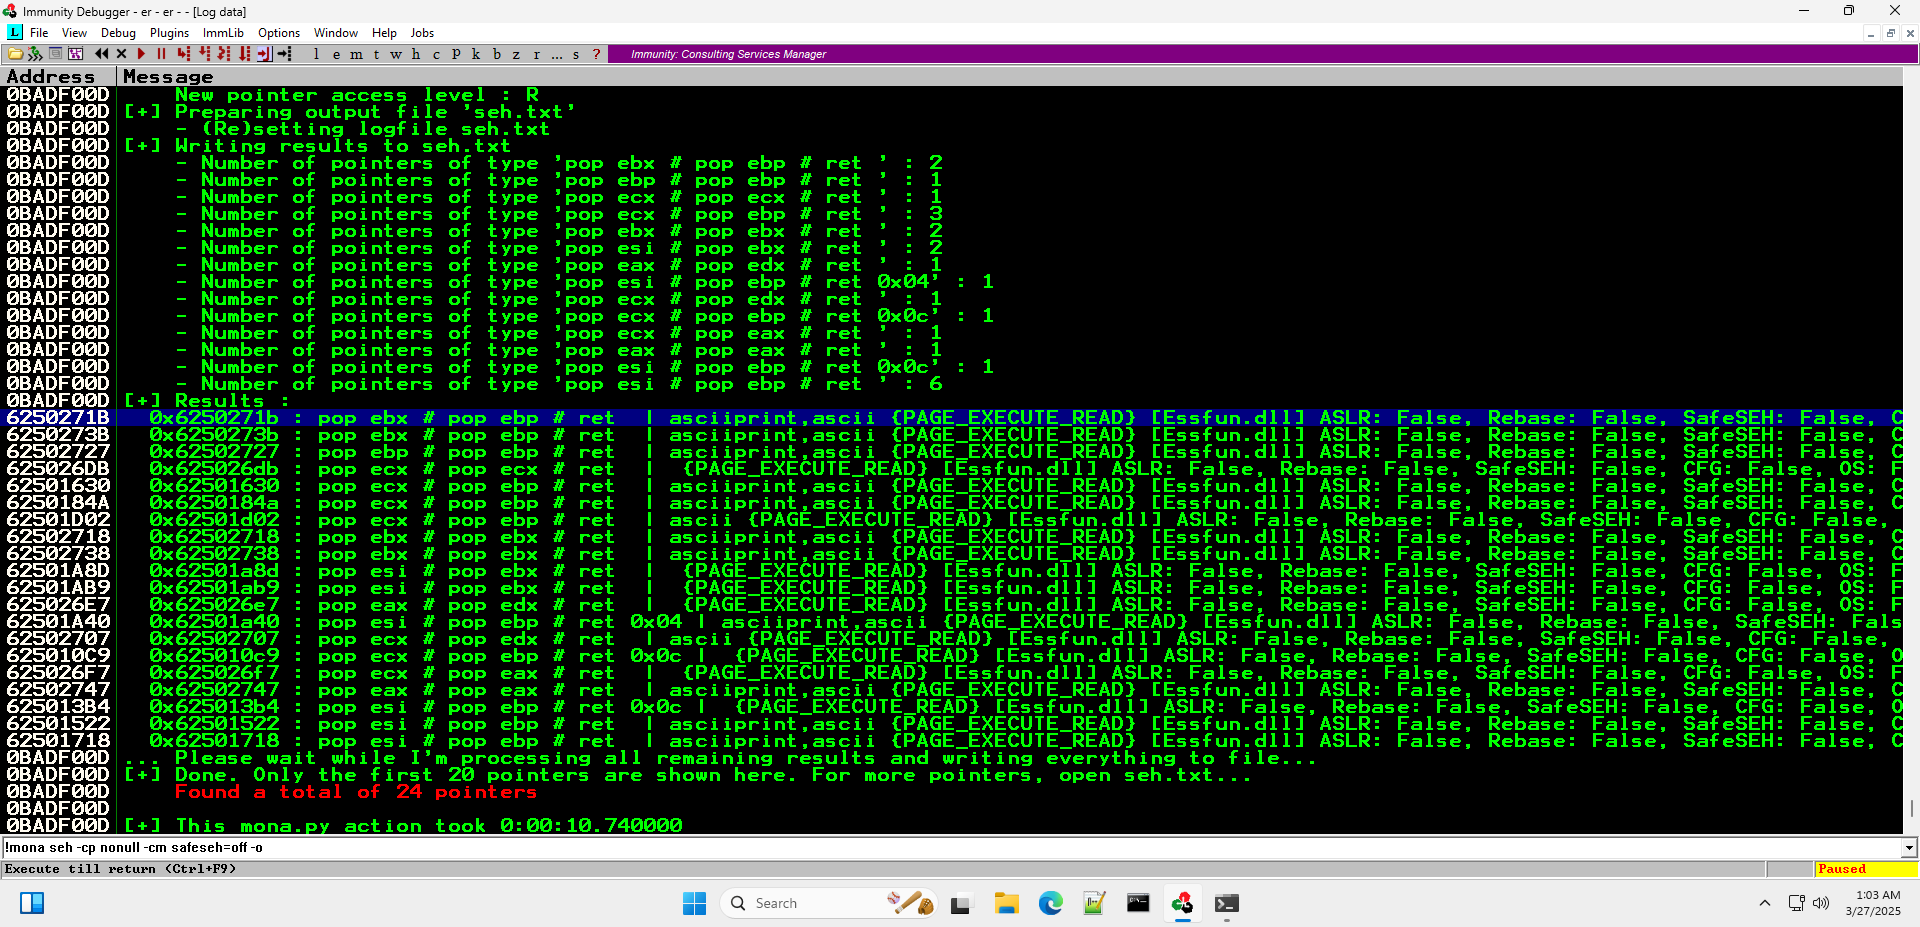 Immunity Debugger - er - er - - [Log data]
L File View Debug Plugins ImmLib Options Window Help Jobs
l e m t w h c P k b z r ... s ? Immunity: Consulting Services Manager
Address Message
0BADF00D New pointer access level : R
0BADF00D [+] Preparing output file 'seh.txt'
0BADF00D - (Re)setting logfile seh.txt
0BADF00D [+] Writing results to seh.txt
0BADF00D - Number of pointers of type 'pop ebx # pop ebp # ret ' : 2
0BADF00D - Number of pointers of type 'pop ebp # pop ebp # ret ' : 1
0BADF00D - Number of pointers of type 'pop ecx # pop ecx # ret ' : 1
0BADF00D - Number of pointers of type 'pop ecx # pop ebp # ret ' : 3
0BADF00D - Number of pointers of type 'pop ebx # pop ebx # ret ' : 2
0BADF00D - Number of pointers of type 'pop esi # pop ebx # ret ' : 2
0BADF00D - Number of pointers of type 'pop eax # pop edx # ret ' : 1
0BADF00D - Number of pointers of type 'pop esi # pop ebp # ret 0x04' : 1
0BADF00D - Number of pointers of type 'pop ecx # pop edx # ret ' : 1
0BADF00D - Number of pointers of type 'pop ecx # pop ebp # ret 0x0c' : 1
0BADF00D - Number of pointers of type 'pop ecx # pop eax # ret ' : 1
0BADF00D - Number of pointers of type 'pop eax # pop eax # ret ' : 1
0BADF00D - Number of pointers of type 'pop esi # pop ebp # ret 0x0c' : 1
0BADF00D - Number of pointers of type 'pop esi # pop ebp # ret ' : 6
0BADF00D [+] Results :
6250271B 0x6250271b : pop ebx # pop ebp # ret | asciiprint,ascii {PAGE_EXECUTE_READ} [Essfun.dll] ASLR: False, Rebase: False, SafeSEH: False, C
6250273B 0x6250273b : pop ebx # pop ebp # ret | asciiprint,ascii {PAGE_EXECUTE_READ} [Essfun.dll] ASLR: False, Rebase: False, SafeSEH: False, C
62502727 0x62502727 : pop ebp # pop ebp # ret | asciiprint,ascii {PAGE_EXECUTE_READ} [Essfun.dll] ASLR: False, Rebase: False, SafeSEH: False, C
625026DB 0x625026db : pop ecx # pop ecx # ret | {PAGE_EXECUTE_READ} [Essfun.dll] ASLR: False, Rebase: False, SafeSEH: False, CFG: False, OS: F
62501630 0x62501630 : pop ecx # pop ebp # ret | asciiprint,ascii {PAGE_EXECUTE_READ} [Essfun.dll] ASLR: False, Rebase: False, SafeSEH: False, C
6250184A 0x6250184a : pop ecx # pop ebp # ret | asciiprint,ascii {PAGE_EXECUTE_READ} [Essfun.dll] ASLR: False, Rebase: False, SafeSEH: False, C
62501D02 0x62501d02 : pop ecx # pop ebp # ret | ascii {PAGE_EXECUTE_READ} [Essfun.dll] ASLR: False, Rebase: False, SafeSEH: False, CFG: False,
62502718 0x62502718 : pop ebx # pop ebx # ret | asciiprint,ascii {PAGE_EXECUTE_READ} [Essfun.dll] ASLR: False, Rebase: False, SafeSEH: False, C
62502738 0x62502738 : pop ebx # pop ebx # ret | asciiprint,ascii {PAGE_EXECUTE_READ} [Essfun.dll] ASLR: False, Rebase: False, SafeSEH: False, C
62501A8D 0x62501a8d : pop esi # pop ebx # ret | {PAGE_EXECUTE_READ} [Essfun.dll] ASLR: False, Rebase: False, SafeSEH: False, CFG: False, OS: F
62501AB9 0x62501ab9 : pop esi # pop ebx # ret | {PAGE_EXECUTE_READ} [Essfun.dll] ASLR: False, Rebase: False, SafeSEH: False, CFG: False, OS: F
625026E7 0x625026e7 : pop eax # pop edx # ret | {PAGE_EXECUTE_READ} [Essfun.dll] ASLR: False, Rebase: False, SafeSEH: False, CFG: False, OS: F
62501A40 0x62501a40 : pop esi # pop ebp # ret 0x04 | asciiprint,ascii {PAGE_EXECUTE_READ} [Essfun.dll] ASLR: False, Rebase: False, SafeSEH: Fals
62502707 0x62502707 : pop ecx # pop edx # ret | ascii {PAGE_EXECUTE_READ} [Essfun.dll] ASLR: False, Rebase: False, SafeSEH: False, CFG: False,
625010C9 0x625010c9 : pop ecx # pop ebp # ret 0x0c | {PAGE_EXECUTE_READ} [Essfun.dll] ASLR: False, Rebase: False, SafeSEH: False, CFG: False, O
625026F7 0x625026f7 : pop ecx # pop eax # ret | {PAGE_EXECUTE_READ} [Essfun.dll] ASLR: False, Rebase: False, SafeSEH: False, CFG: False, OS: F
62502747 0x62502747 : pop eax # pop eax # ret | asciiprint,ascii {PAGE_EXECUTE_READ} [Essfun.dll] ASLR: False, Rebase: False, SafeSEH: False, C
625013B4 0x625013b4 : pop esi # pop ebp # ret 0x0c | {PAGE_EXECUTE_READ} [Essfun.dll] ASLR: False, Rebase: False, SafeSEH: False, CFG: False, O
62501522 0x62501522 : pop esi # pop ebp # ret | asciiprint,ascii {PAGE_EXECUTE_READ} [Essfun.dll] ASLR: False, Rebase: False, SafeSEH: False, C
62501718 0x62501718 : pop esi # pop ebp # ret | asciiprint,ascii {PAGE_EXECUTE_READ} [Essfun.dll] ASLR: False, Rebase: False, SafeSEH: False, C
0BADF00D ... Please wait while I'm processing all remaining results and writing everything to file...
0BADF00D [+] Done. Only the first 20 pointers are shown here. For more pointers, open seh.txt...
0BADF00D Found a total of 24 pointers
0BADF00D
0BADF00D [+] This mona.py action took 0:00:10.740000
!mona seh -cp nonull -cm safeseh=off -o
Execute till return (Ctrl+F9) Paused
Search
1:03 AM
3/27/2025